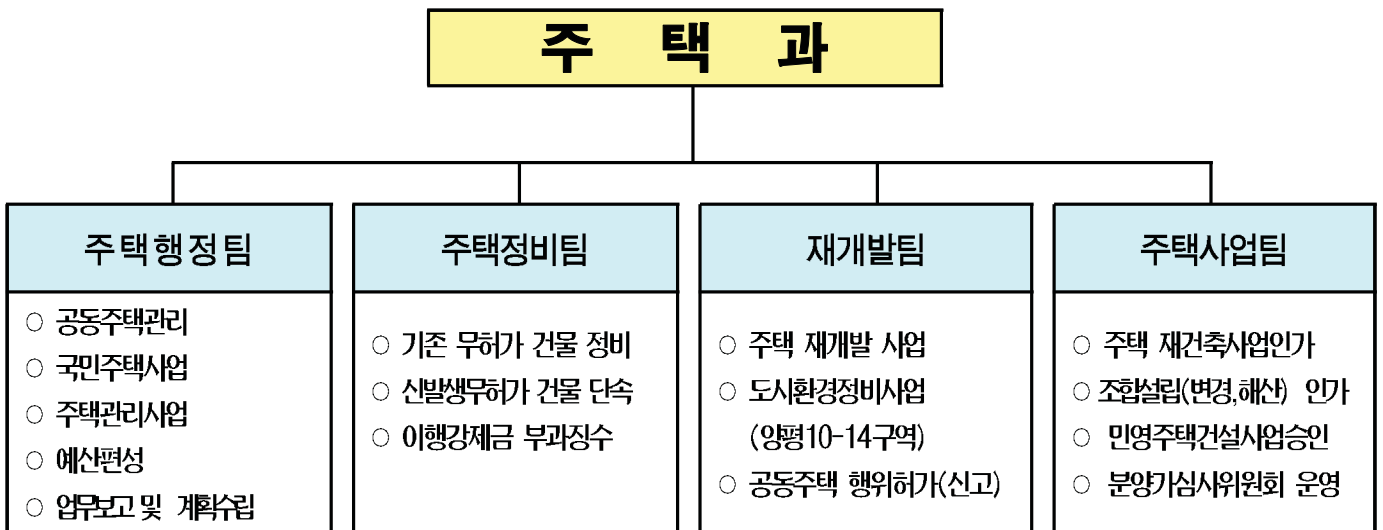 주 택 과
주택행정팀
○ 공동주택관리
○ 국민주택사업
○ 주택관리사업
○ 예산편성
○ 업무보고 및 계획수립
주택정비팀
○ 기존 무허가 건물 정비
○ 신발생무허가 건물 단속
○ 이행강제금 부과징수
재개발팀
○ 주택 재개발 사업
○ 도시환경정비사업
(양평10-14구역)
○ 공동주택 행위허가(신고)
주택사업팀
○ 주택 재건축사업인가
○ 조합설립(변경,해산) 인가
○ 민영주택건설사업승인
○ 분양가심사위원회 운영